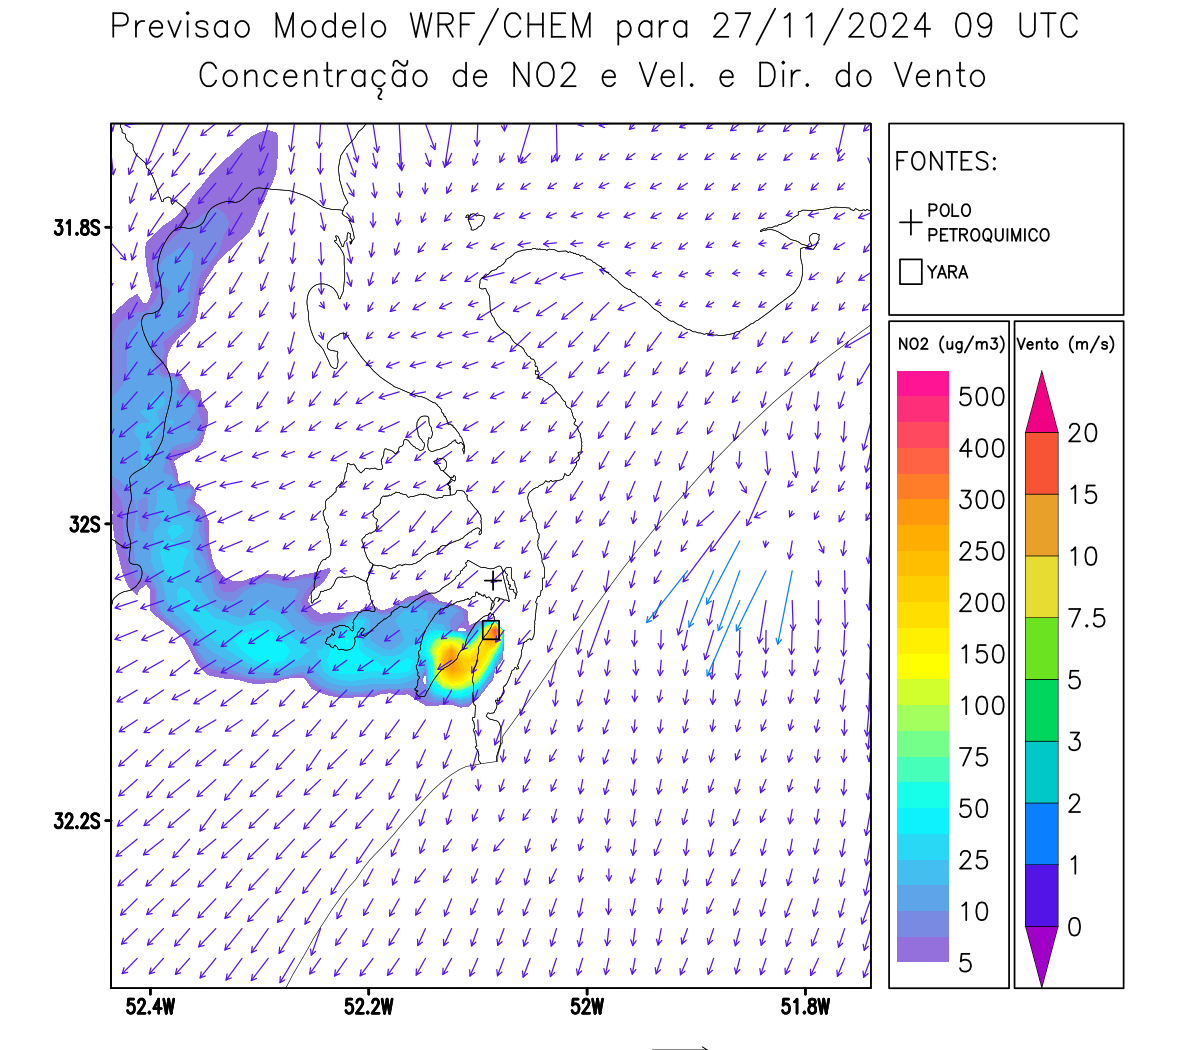 Previsao Modelo WRF/CHEM para 27/11/2024 09 UTC
Concentração de NO2 e Vel. e Dir. do Vento
FONTES:
POLO
PETROQUIMICO
YARA
NO2 (ug/m3)
500
400
300
250
200
150
100
75
50
25
10
5
Vento (m/s)
20
15
10
7.5
5
3
2
1
0
31.8S
32S
32.2S
52.4W
52.2W
52W
51.8W